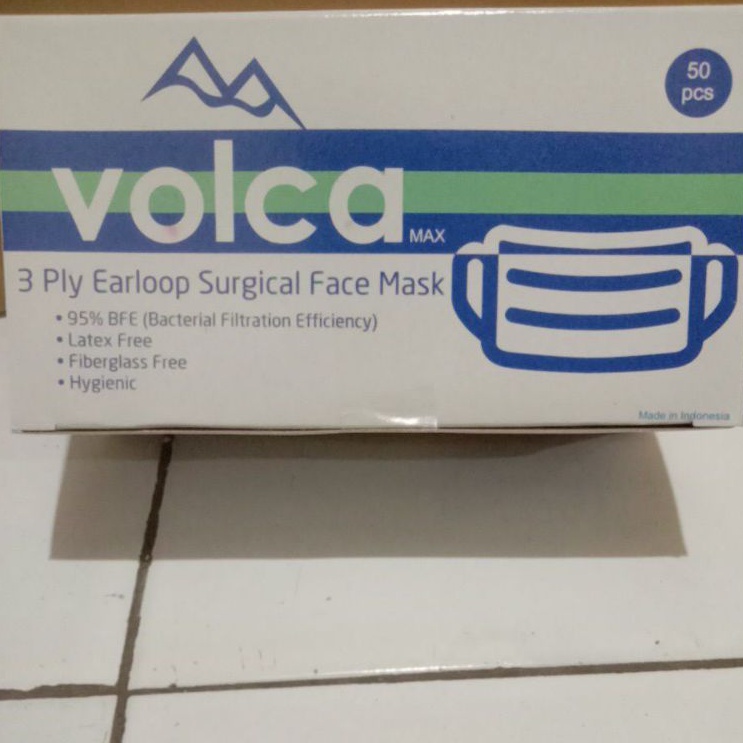 50
pcs
volca
MAX
3 Ply Earloop Surgical Face Mask
• 95% BFE (Bacterial Filtration Efficiency)
• Latex Free
• Fiberglass Free
• Hygienic
Made in Indonesia